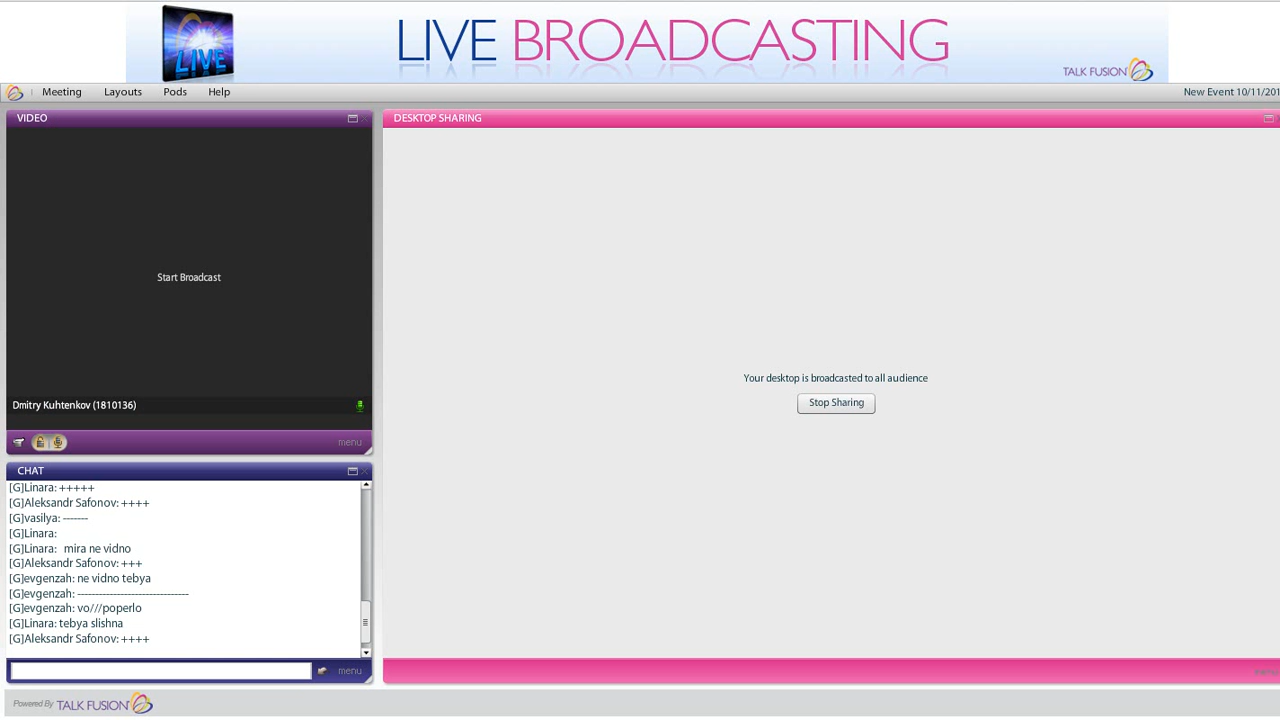 LIVE
LIVE BROADCASTING
TALK FUSION
Meeting Layouts Pods Help
New Event 10/11/201
VIDEO
Start Broadcast
Dmitry Kuhtenkov (1810136)
menu
CHAT
[G]Linara: +++++
[G]Aleksandr Safonov: ++++
[G]vasilya: -------
[G]Linara:
[G]Linara: mira ne vidno
[G]Aleksandr Safonov: +++
[G]evgenzah: ne vidno tebya
[G]evgenzah: -------------------------------
[G]evgenzah: vo///poperlo
[G]Linara: tebya slishna
[G]Aleksandr Safonov: ++++
menu
DESKTOP SHARING
Your desktop is broadcasted to all audience
Stop Sharing
menu
Powered By TALK FUSION